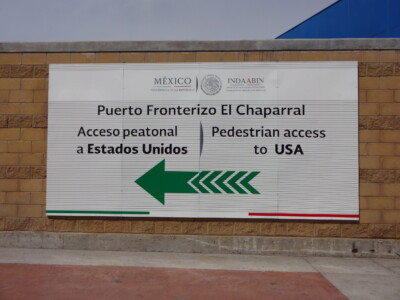 MÉXICO INDAABIN
Puerto Fronterizo El Chaparral
Acceso peatonal
a Estados Unidos
Pedestrian access
to USA